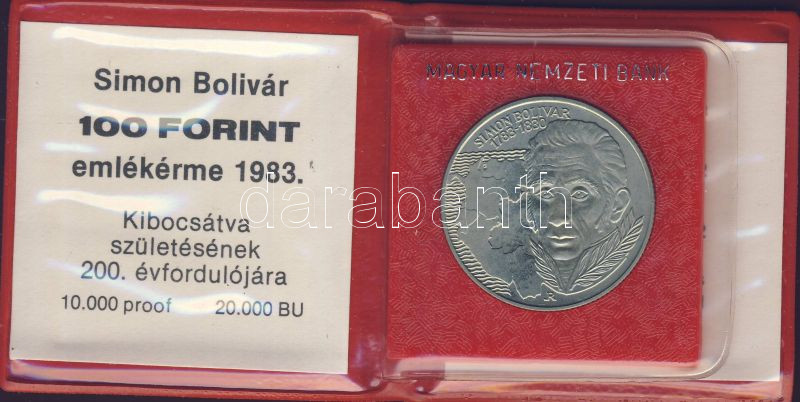 Simon Bolivár
100 FORINT
emlékérme 1983.
Kibocsátva
születésének
200. évfordulójára
10.000 proof 20.000 BU
MAGYAR NEMZETI BANK
SIMON BOLIVAR
1783-1830
darabanth